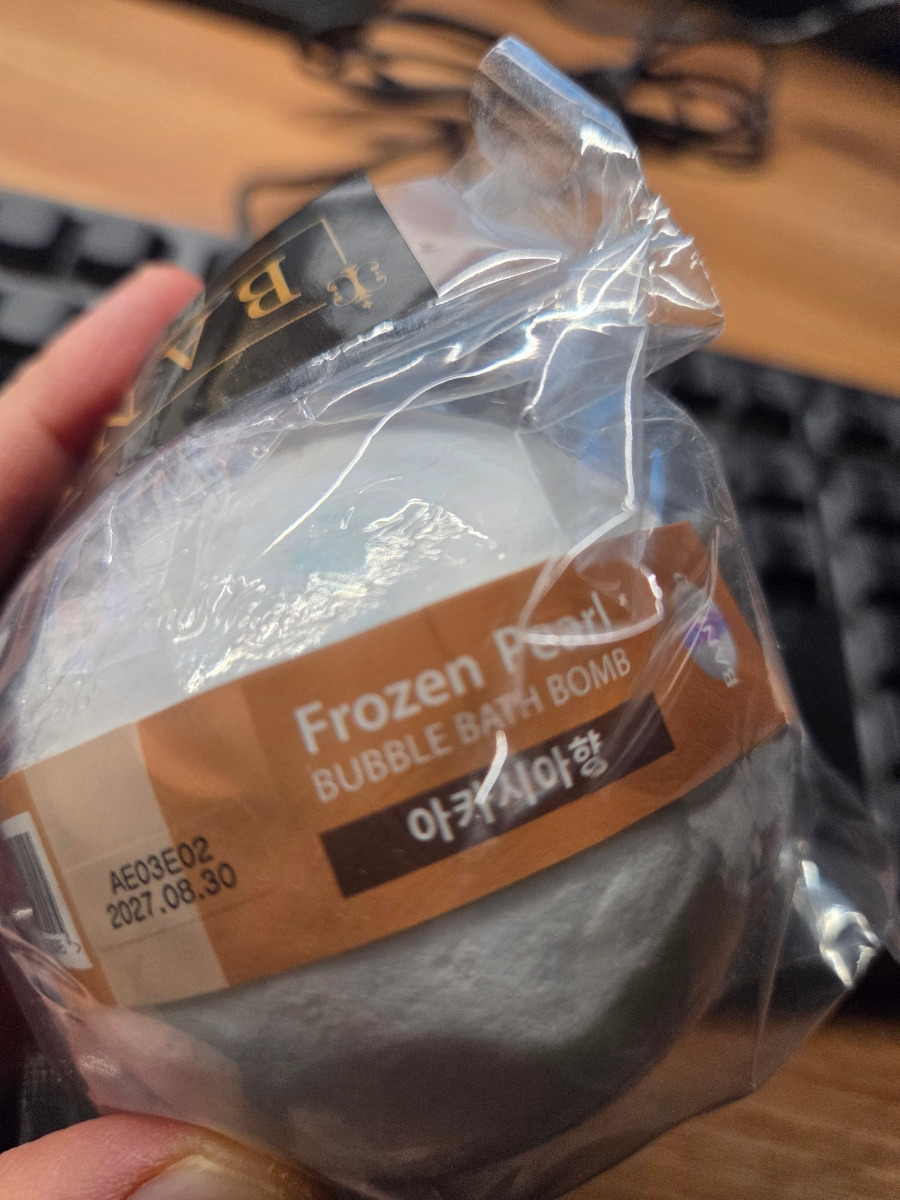 Frozen Pearl
BUBBLE BATH BOMB
아카시아향
AE03E02
2027.08.30